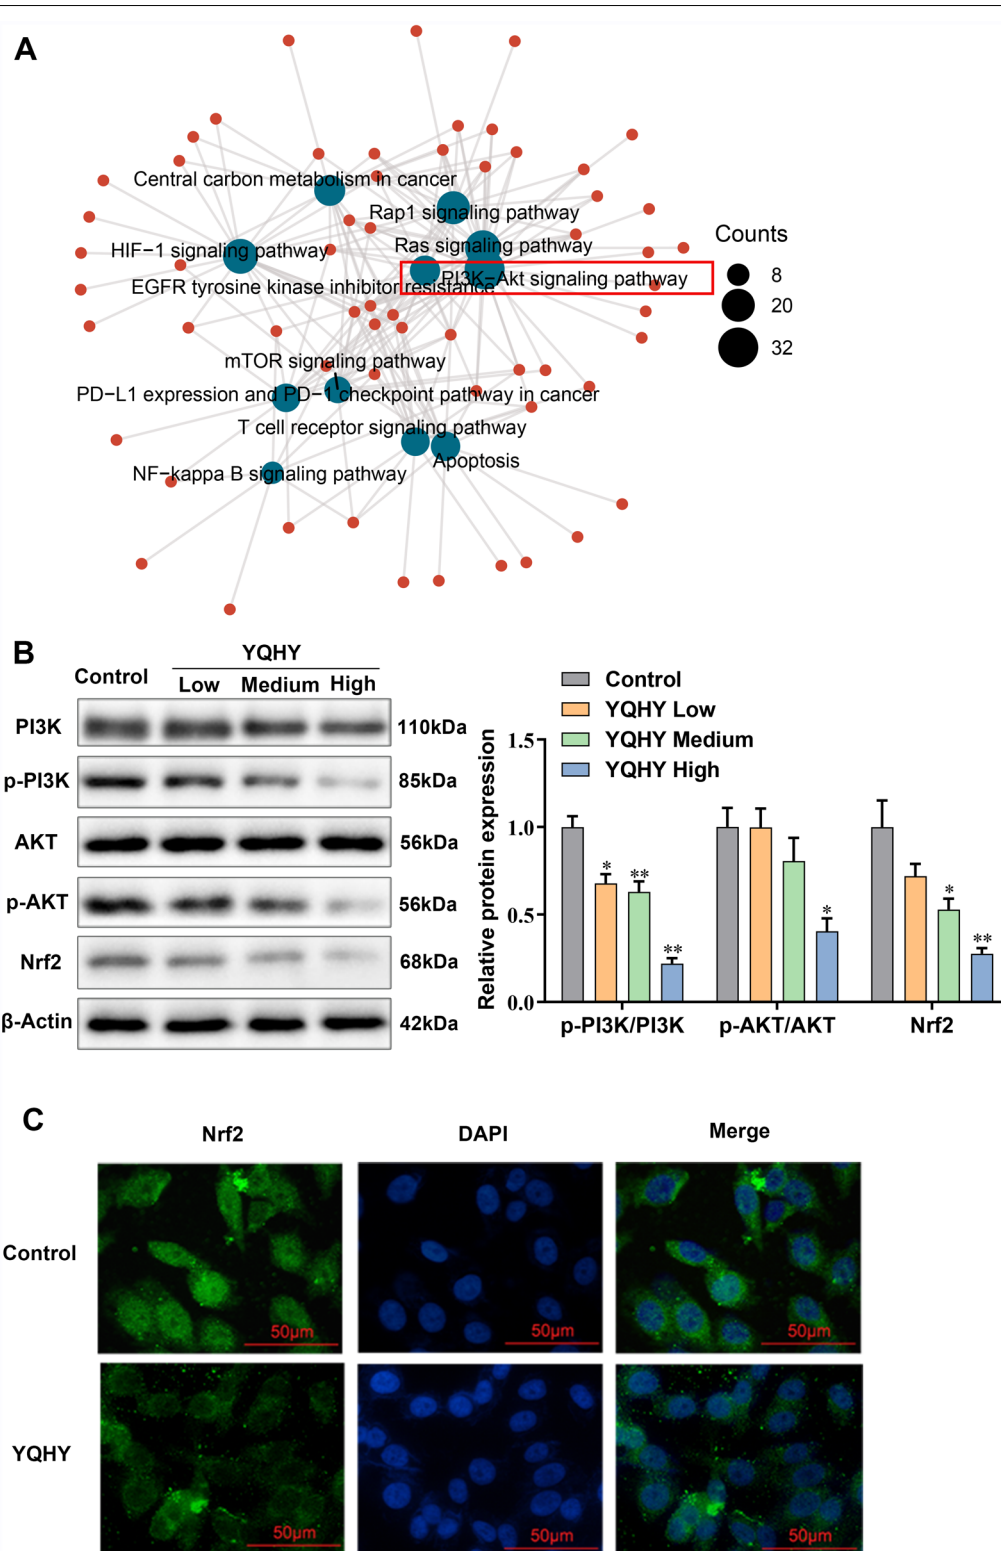 A
Central carbon metabolism in cancer
Rap1 signaling pathway
Ras signaling pathway
HIF−1 signaling pathway
PI3K−Akt signaling pathway
EGFR tyrosine kinase inhibitor resistance
mTOR signaling pathway
PD−L1 expression and PD−1 checkpoint pathway in cancer
T cell receptor signaling pathway
Apoptosis
NF−kappa B signaling pathway
Counts
8
20
32
B
YQHY
Control
Low Medium High
PI3K 110kDa
p-PI3K 85kDa
AKT 56kDa
p-AKT 56kDa
Nrf2 68kDa
β-Actin 42kDa
Control
YQHY Low
YQHY Medium
YQHY High
Relative protein expression
1.5
1.0
0.5
0.0
* ** **
*
* **
p-PI3K/PI3K p-AKT/AKT Nrf2
C
Nrf2 DAPI Merge
Control
50μm 50μm 50μm
YQHY
50μm 50μm 50μm